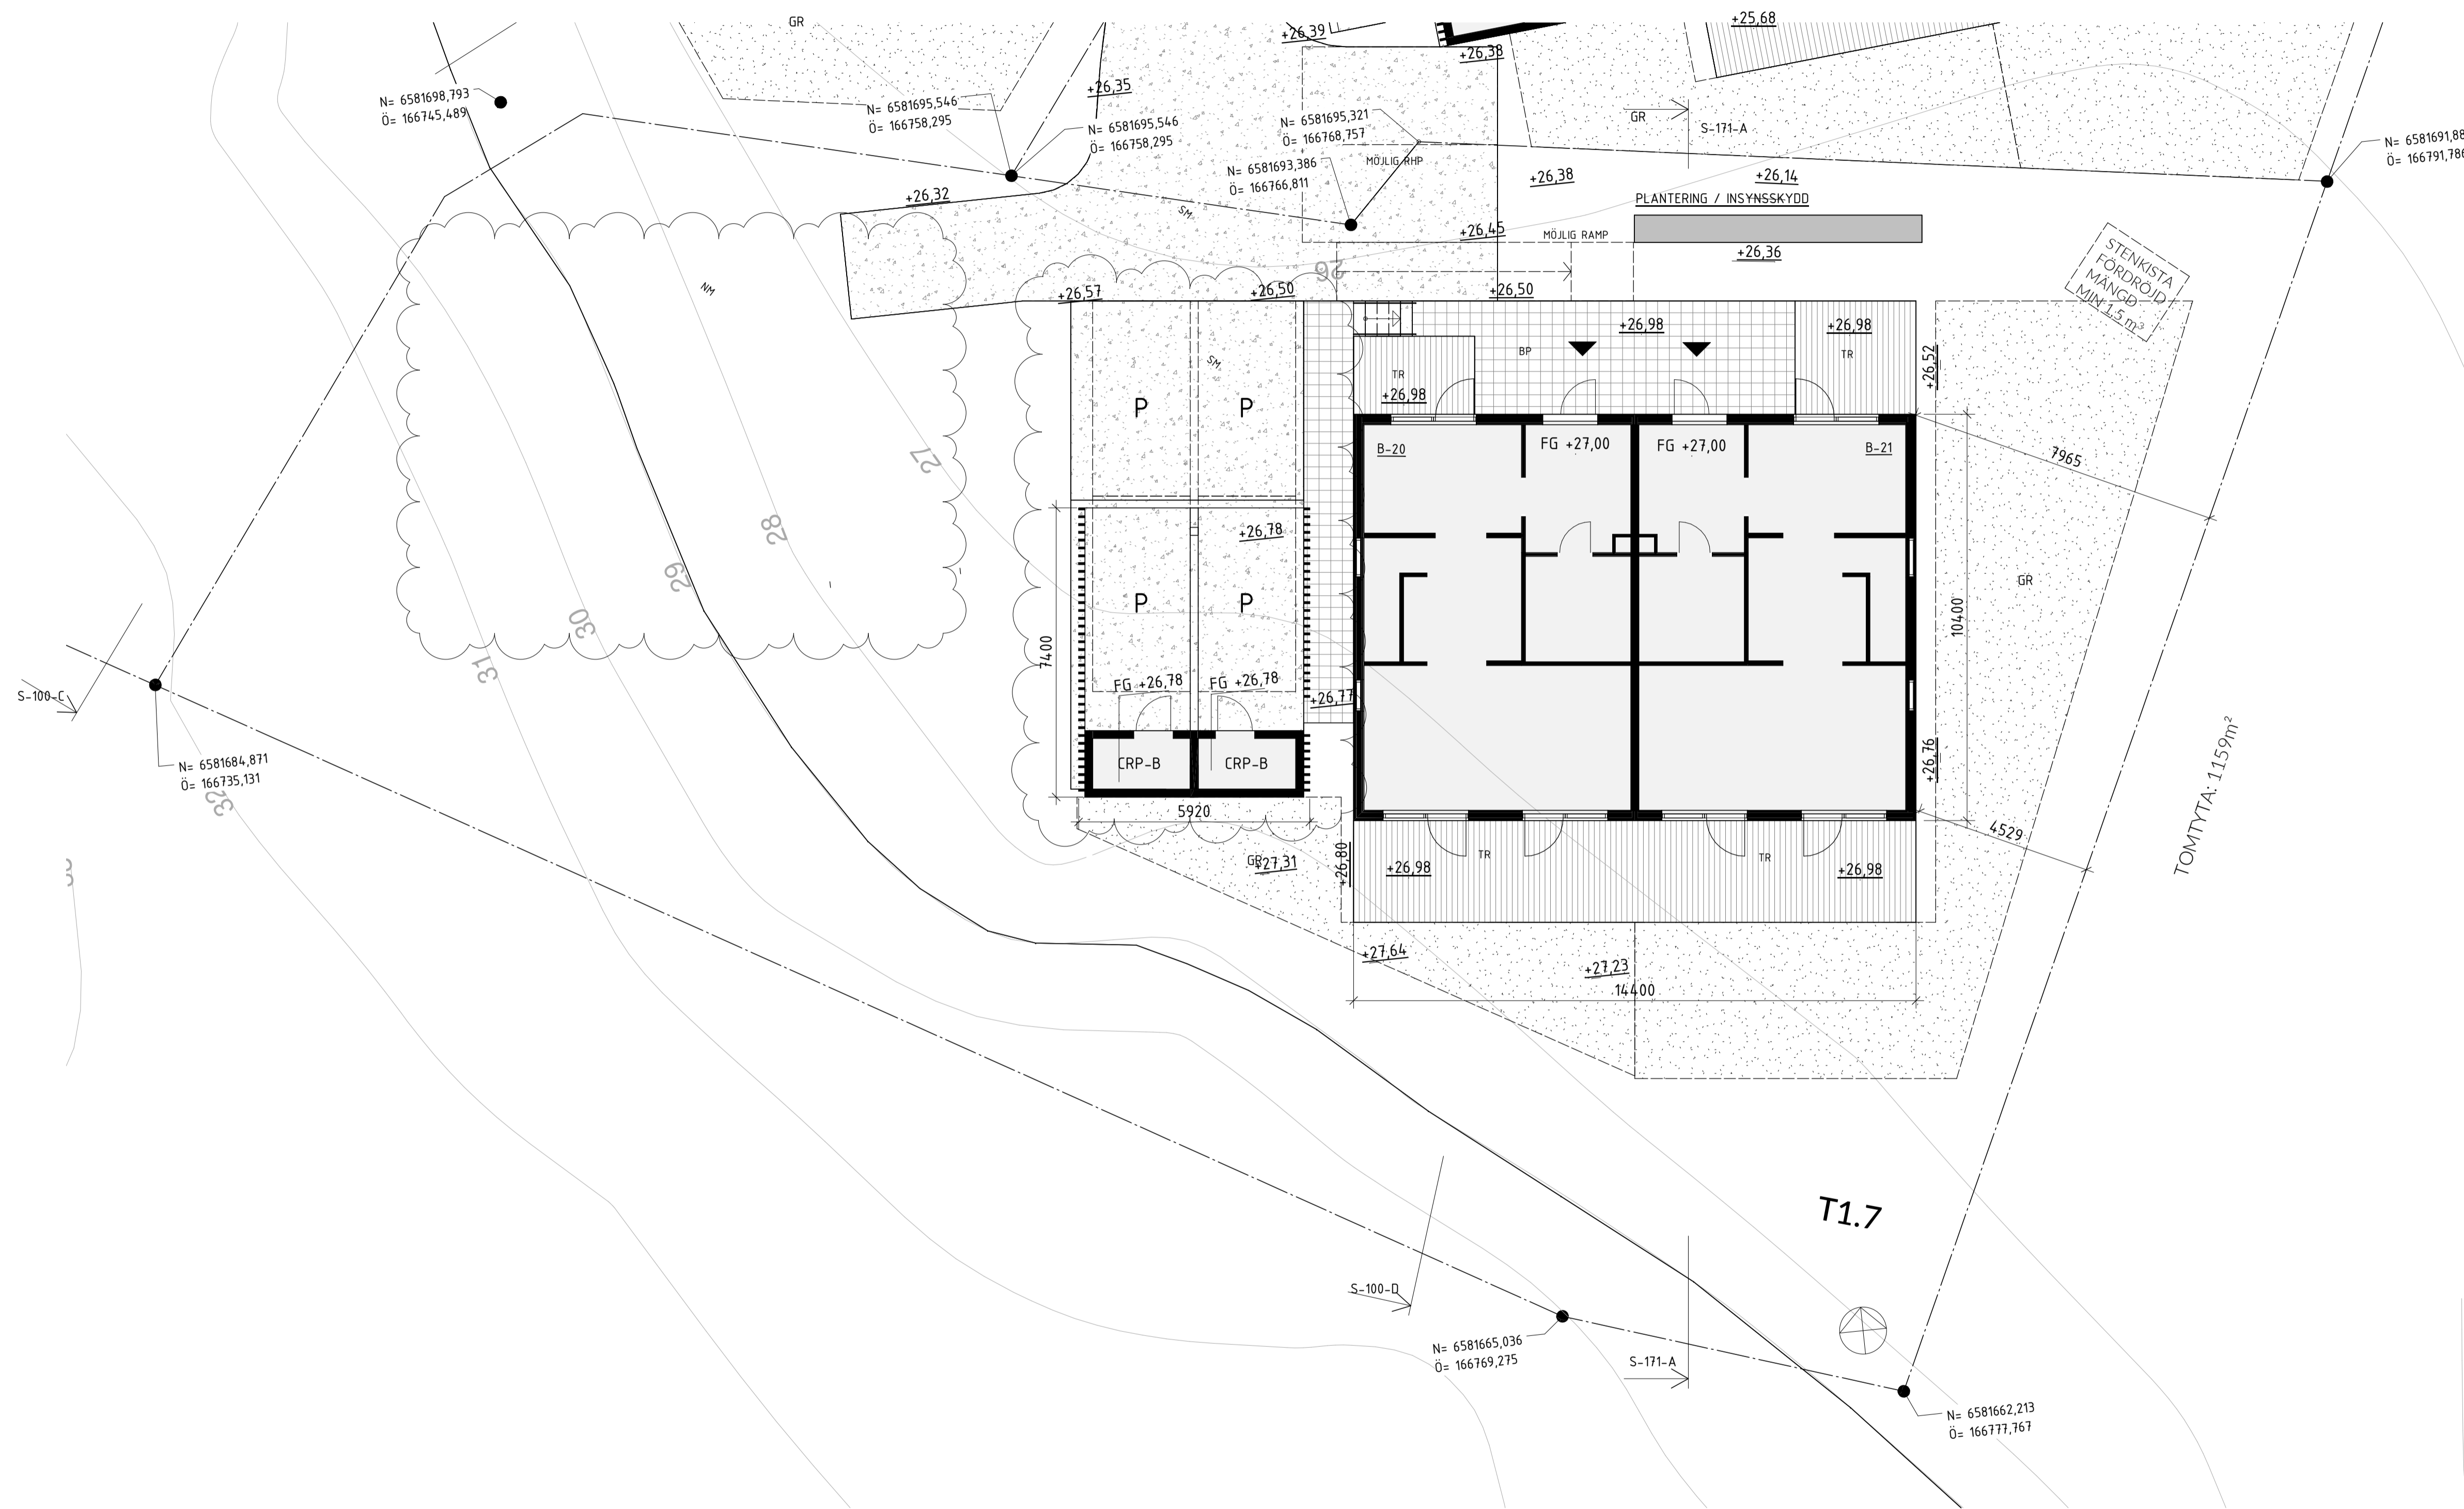 GR
+26,39
+25,68
+26,38
+26,35
N= 6581698,793
Ö= 166745,489
N= 6581695,546
Ö= 166758,295
N= 6581695,546
Ö= 166758,295
N= 6581695,321
Ö= 166768,757
GR
S-171-A
MÖJLIG RHP
N= 6581693,386
Ö= 166766,811
+26,38
+26,14
+26,32
SM
PLANTERING / INSYNSSKYDD
+26,45
MÖJLIG RAMP
+26,36
26
NM
+26,57
+26,50
+26,50
STENKISTA
FÖRDRÖJD
MÄNGD
MIN 1,5 m³
+26,98
+26,98
BP
TR
SM
TR
+26,98
+26,52
P
P
27
B-20
FG +27,00
FG +27,00
B-21
7965
28
+26,78
29
P
P
GR
30
7400
10400
31
FG +26,78
FG +26,78
+26,77
S-100-C
N= 6581684,871
Ö= 166735,131
32
CRP-B
CRP-B
+26,76
TOMTYTA: 1159m²
5920
4529
GR
+27,31
+26,80
+26,98
TR
TR
+26,98
+27,64
+27,23
14400
T1.7
S-100-D
N= 6581665,036
Ö= 166769,275
S-171-A
N= 6581662,213
Ö= 166777,767